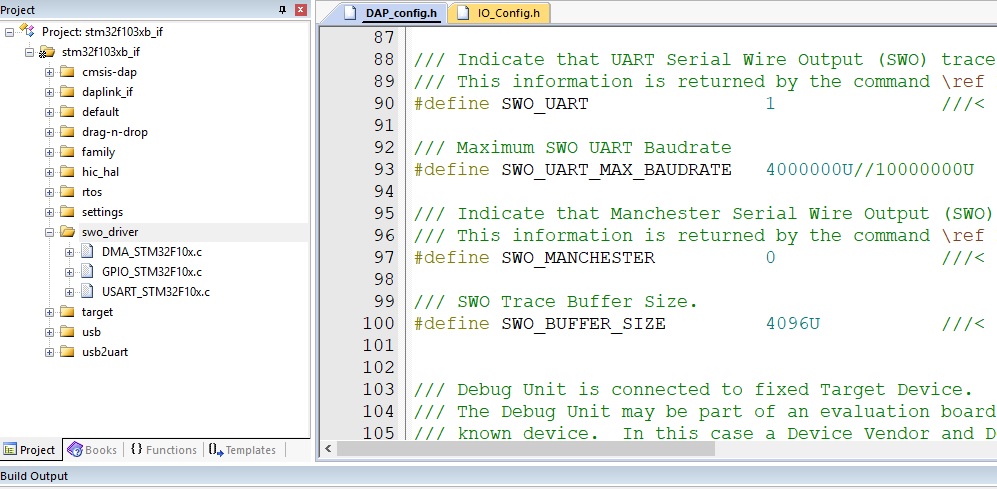 Project
Project: stm32f103xb_if
stm32f103xb_if
cmsis-dap
daplink_if
default
drag-n-drop
family
hic_hal
rtos
settings
swo_driver
DMA_STM32F10x.c
GPIO_STM32F10x.c
USART_STM32F10x.c
target
usb
usb2uart
Project Books {} Functions Templates
DAP_config.h IO_Config.h
87
88 /// Indicate that UART Serial Wire Output (SWO) trace
89 /// This information is returned by the command \ref
90 #define SWO_UART 1 ///<
91
92 /// Maximum SWO UART Baudrate
93 #define SWO_UART_MAX_BAUDRATE 4000000U//10000000U
94
95 /// Indicate that Manchester Serial Wire Output (SWO)
96 /// This information is returned by the command \ref
97 #define SWO_MANCHESTER 0 ///<
98
99 /// SWO Trace Buffer Size.
100 #define SWO_BUFFER_SIZE 4096U ///<
101
102
103 /// Debug Unit is connected to fixed Target Device.
104 /// The Debug Unit may be part of an evaluation board
105 /// known device. In this case a Device Vendor and D
Build Output